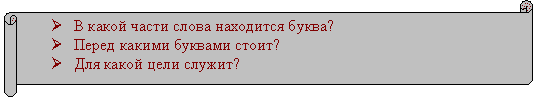 ➢ В какой части слова находится буква?
➢ Перед какими буквами стоит?
➢ Для какой цели служит?